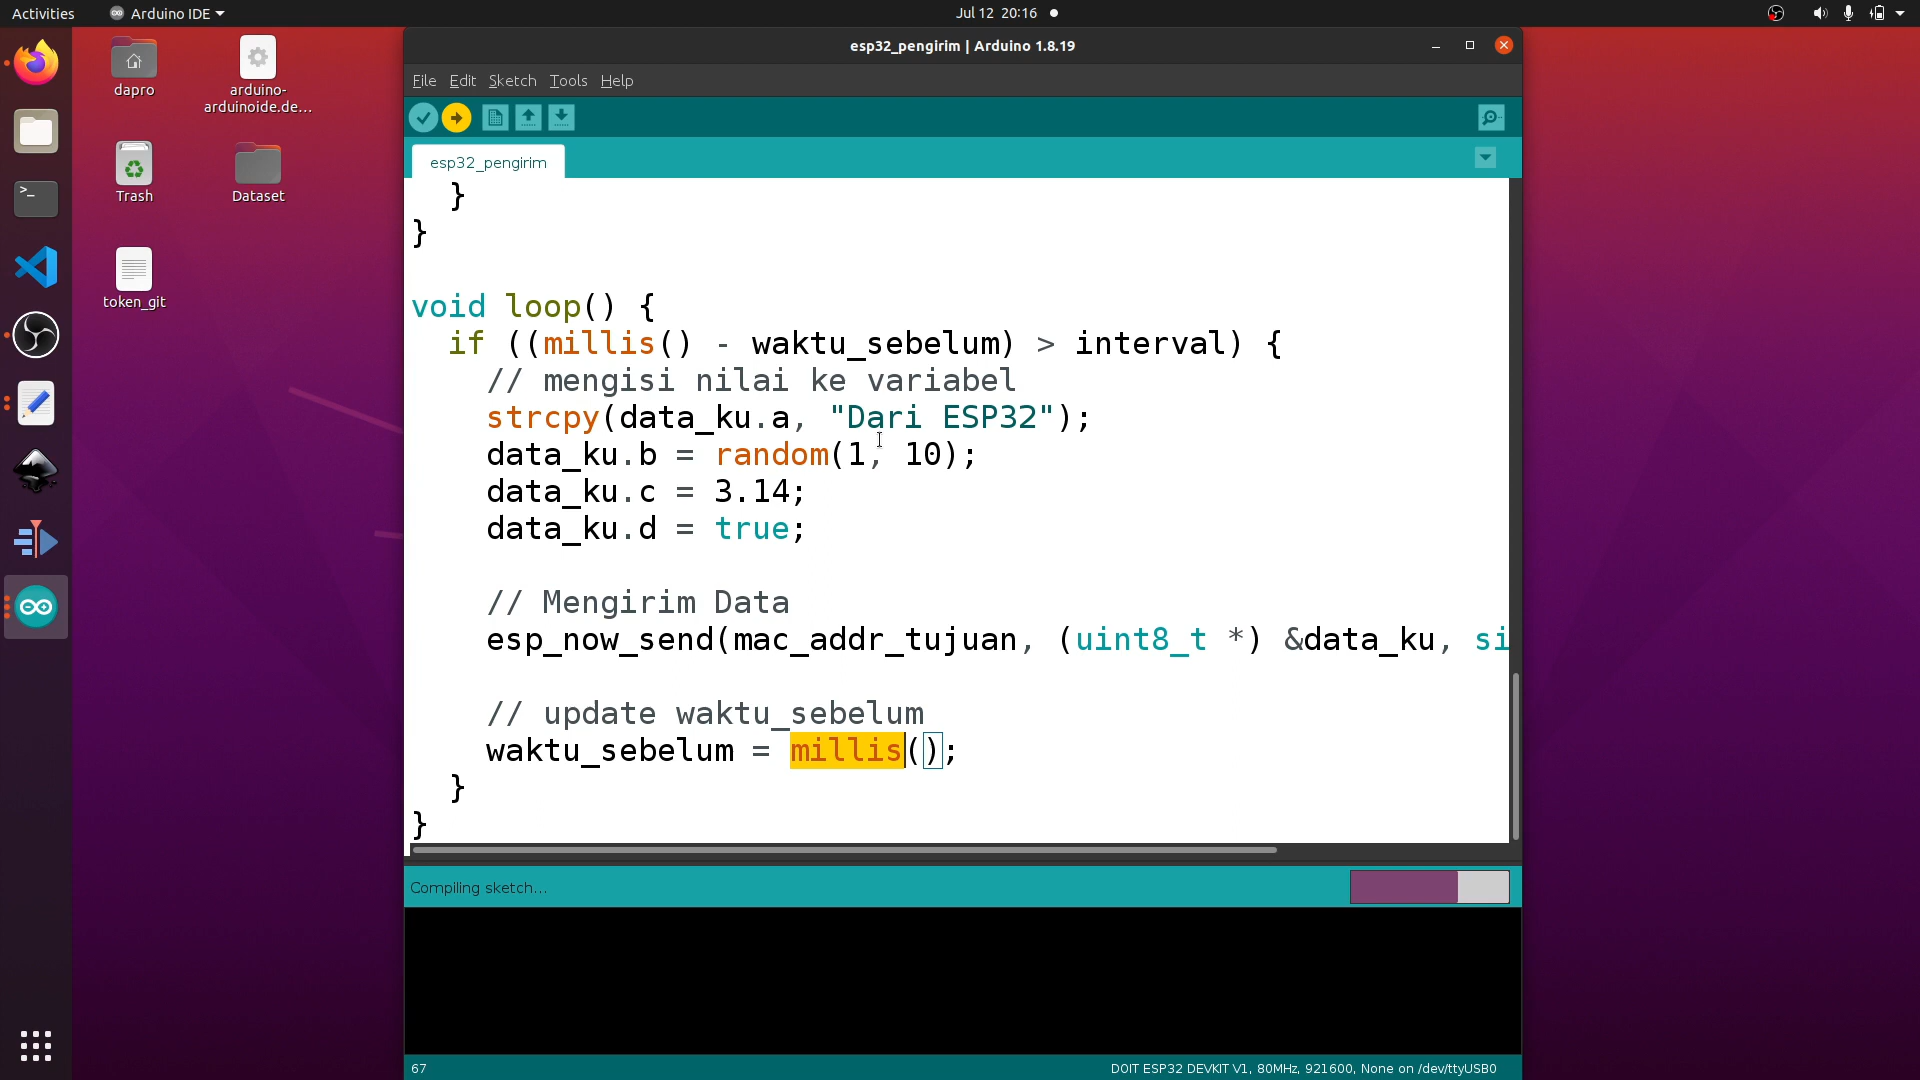 Activities
Arduino IDE
Jul 12 20:16
dapro
arduino-
arduinoide.de...
Trash
Dataset
token_git
esp32_pengirim | Arduino 1.8.19
File Edit Sketch Tools Help
esp32_pengirim
}
}
void loop() {
if ((millis() - waktu_sebelum) > interval) {
// mengisi nilai ke variabel
strcpy(data_ku.a, "Dari ESP32");
data_ku.b = random(1, 10);
data_ku.c = 3.14;
data_ku.d = true;
// Mengirim Data
esp_now_send(mac_addr_tujuan, (uint8_t *) &data_ku, si
// update waktu_sebelum
waktu_sebelum = millis();
}
}
Compiling sketch...
67
DOIT ESP32 DEVKIT V1, 80MHz, 921600, None on /dev/ttyUSB0